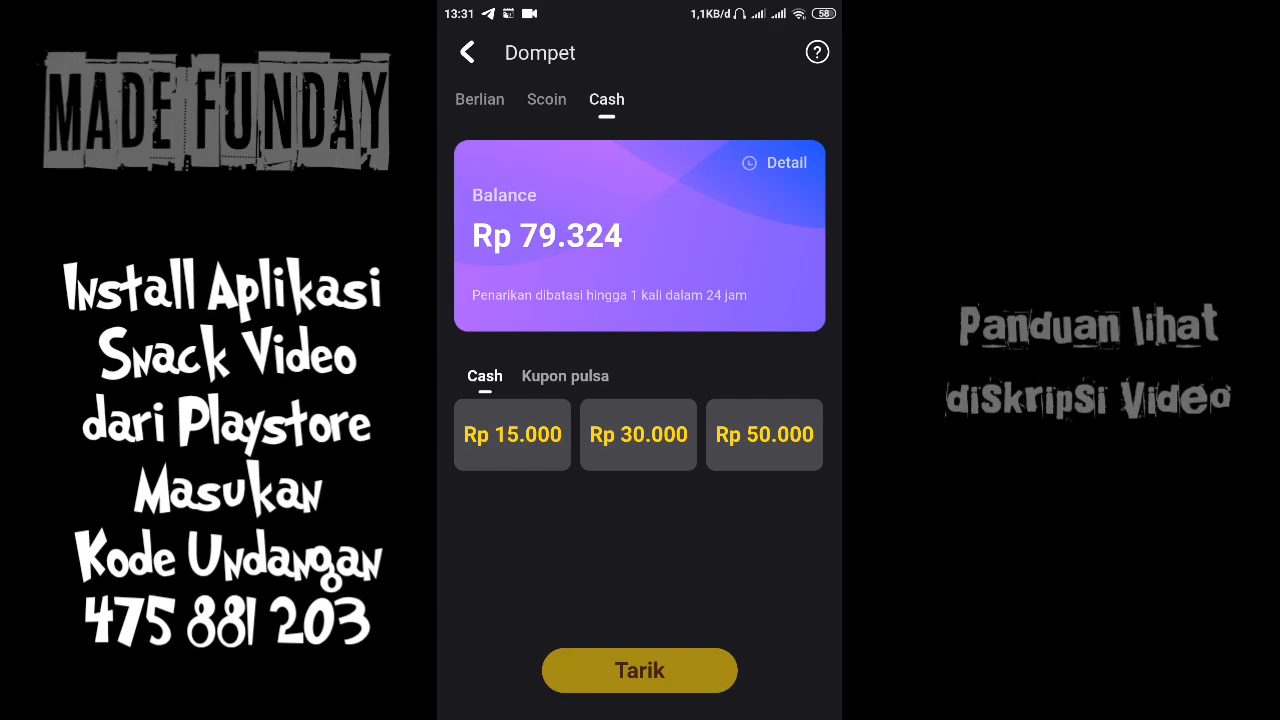 MADE FUNDAY
Install Aplikasi
Snack Video
dari Playstore
Masukan
Kode Undangan
475 881 203
13:31
1,1KB/d
58
Dompet
?
Berlian Scoin Cash
Detail
Balance
Rp 79.324
Penarikan dibatasi hingga 1 kali dalam 24 jam
Cash Kupon pulsa
Rp 15.000 Rp 30.000 Rp 50.000
Tarik
Panduan lihat
diskripsi Video